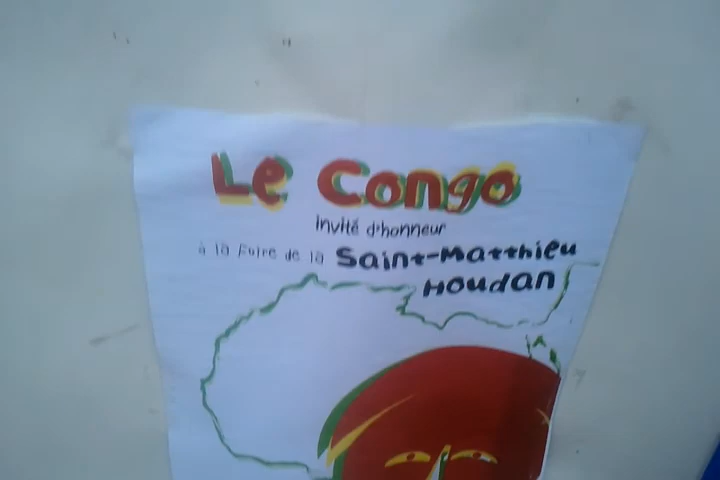 Le Congo
invité d'honneur
à la Foire de la Saint-Matthieu
Houdan